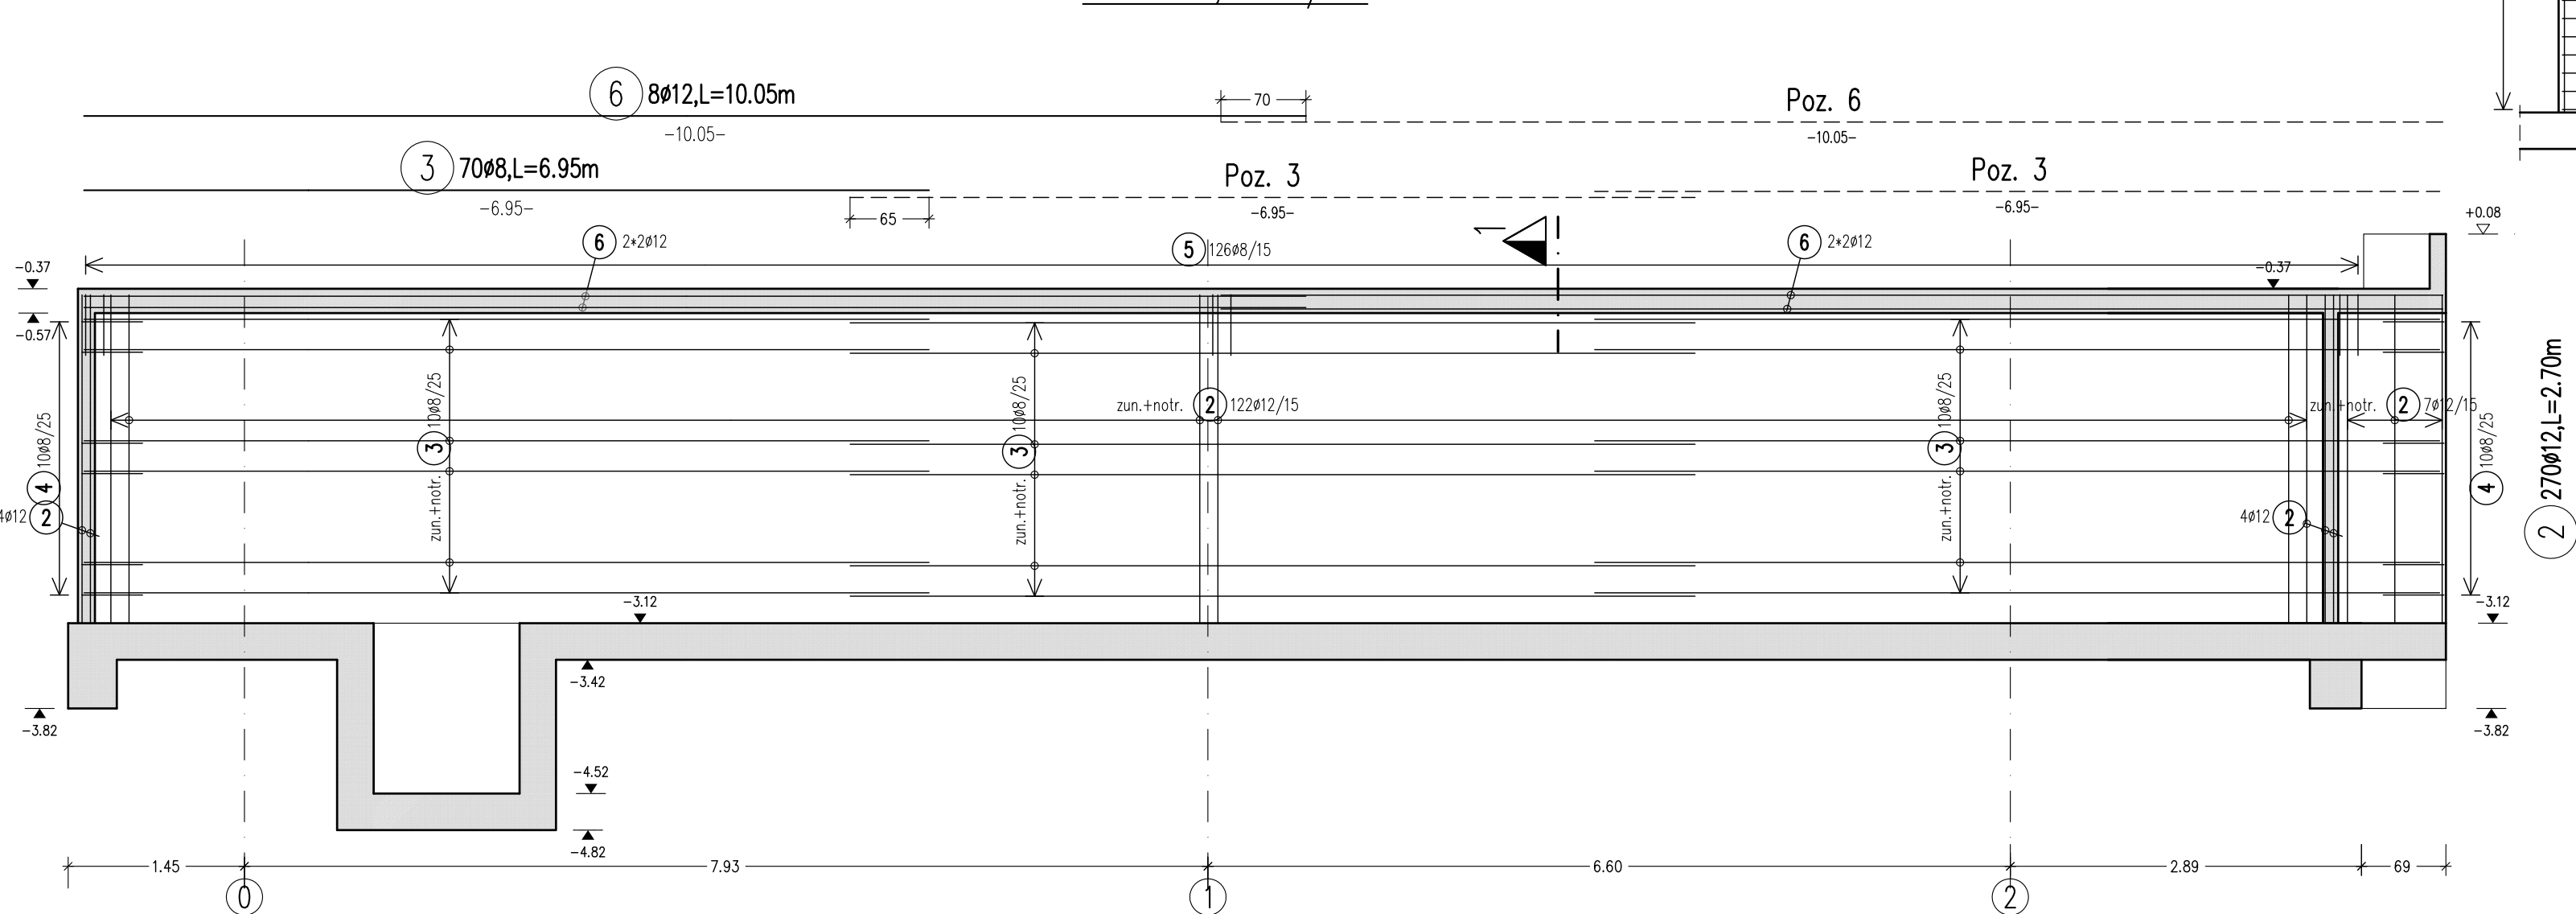 6 8ø12,L=10.05m
-10.05-
70
Poz. 6
-10.05-
3 70ø8,L=6.95m
-6.95-
65
Poz. 3
-6.95-
Poz. 3
-6.95-
+0.08
6 2*2ø12
5 126ø8/15
1
6 2*2ø12
-0.37
-0.37
-0.57
4 10ø8/25
4ø12 2
3 10ø8/25
zun.+notr.
3 10ø8/25
zun.+notr.
zun.+notr. 2 122ø12/15
3 10ø8/25
zun.+notr.
zun.+notr. 2 7ø12/15
4ø12 2
4 10ø8/25
2 270ø12,L=2.70m
-3.12
-3.12
-3.42
-3.82
-3.82
-4.52
-4.82
1.45
7.93
6.60
2.89
69
0
1
2